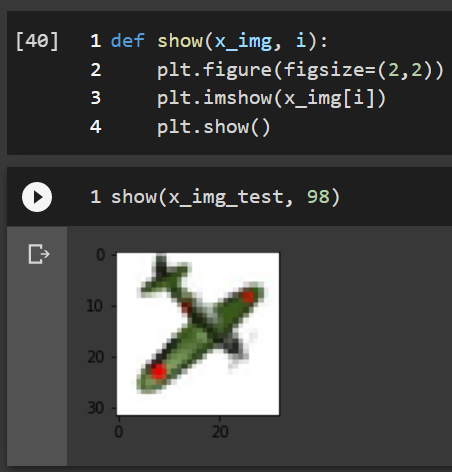 [40] 1 def show(x_img, i):
2 plt.figure(figsize=(2,2))
3 plt.imshow(x_img[i])
4 plt.show()
1 show(x_img_test, 98)
0
10
20
30
0 20